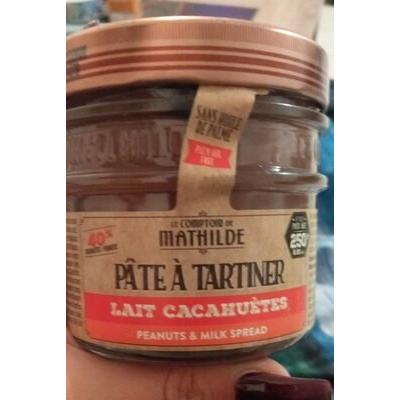 SANS HUILE
DE PALME
PALM OIL
FREE
LE COMPTOIR DE
MATHILDE
40%
250
PÂTE À TARTINER
LAIT CACAHUÈTES
PEANUTS & MILK SPREAD